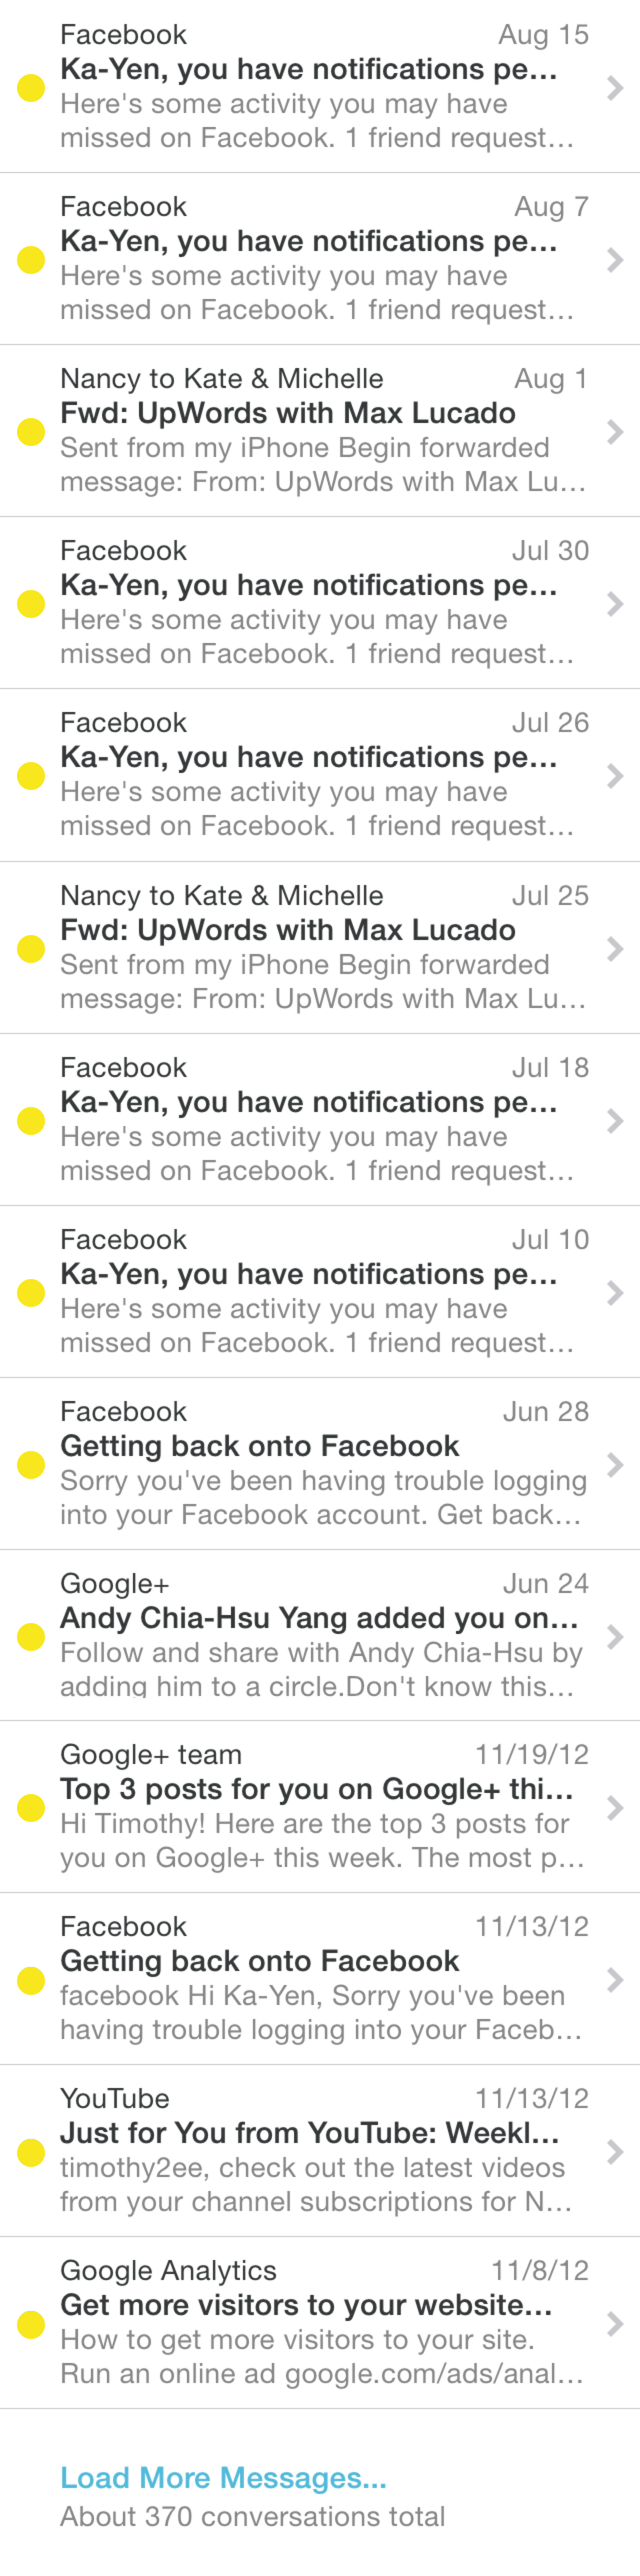 Facebook Aug 15
Ka-Yen, you have notifications pe...
Here's some activity you may have
missed on Facebook. 1 friend request...
Facebook Aug 7
Ka-Yen, you have notifications pe...
Here's some activity you may have
missed on Facebook. 1 friend request...
Nancy to Kate & Michelle Aug 1
Fwd: UpWords with Max Lucado
Sent from my iPhone Begin forwarded
message: From: UpWords with Max Lu...
Facebook Jul 30
Ka-Yen, you have notifications pe...
Here's some activity you may have
missed on Facebook. 1 friend request...
Facebook Jul 26
Ka-Yen, you have notifications pe...
Here's some activity you may have
missed on Facebook. 1 friend request...
Nancy to Kate & Michelle Jul 25
Fwd: UpWords with Max Lucado
Sent from my iPhone Begin forwarded
message: From: UpWords with Max Lu...
Facebook Jul 18
Ka-Yen, you have notifications pe...
Here's some activity you may have
missed on Facebook. 1 friend request...
Facebook Jul 10
Ka-Yen, you have notifications pe...
Here's some activity you may have
missed on Facebook. 1 friend request...
Facebook Jun 28
Getting back onto Facebook
Sorry you've been having trouble logging
into your Facebook account. Get back...
Google+ Jun 24
Andy Chia-Hsu Yang added you on...
Follow and share with Andy Chia-Hsu by
adding him to a circle.Don't know this...
Google+ team 11/19/12
Top 3 posts for you on Google+ thi...
Hi Timothy! Here are the top 3 posts for
you on Google+ this week. The most p...
Facebook 11/13/12
Getting back onto Facebook
facebook Hi Ka-Yen, Sorry you've been
having trouble logging into your Faceb...
YouTube 11/13/12
Just for You from YouTube: Weekl...
timothy2ee, check out the latest videos
from your channel subscriptions for N...
Google Analytics 11/8/12
Get more visitors to your website...
How to get more visitors to your site.
Run an online ad google.com/ads/anal...
Load More Messages...
About 370 conversations total